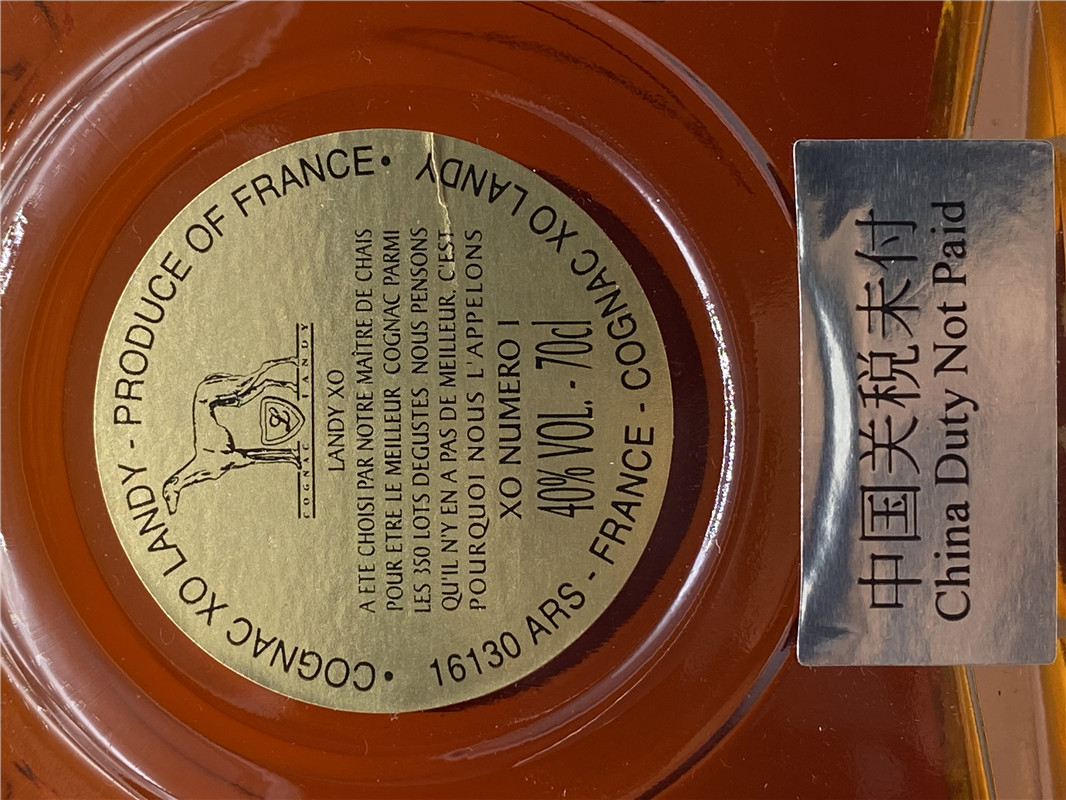 • COGNAC XO LANDY - PRODUCE OF FRANCE •
COGNAC LANDY
LANDY XO
A ETE CHOISI PAR NOTRE MAÎTRE DE CHAIS
POUR ETRE LE MEILLEUR COGNAC PARMI
LES 350 LOTS DEGUSTES NOUS PENSONS
QU'IL N'Y EN A PAS DE MEILLEUR, C'EST
POURQUOI NOUS L'APPELONS
XO NUMERO I
40% VOL. - 70cl
16130 ARS - FRANCE - COGNAC XO LANDY
中国关税未付
China Duty Not Paid